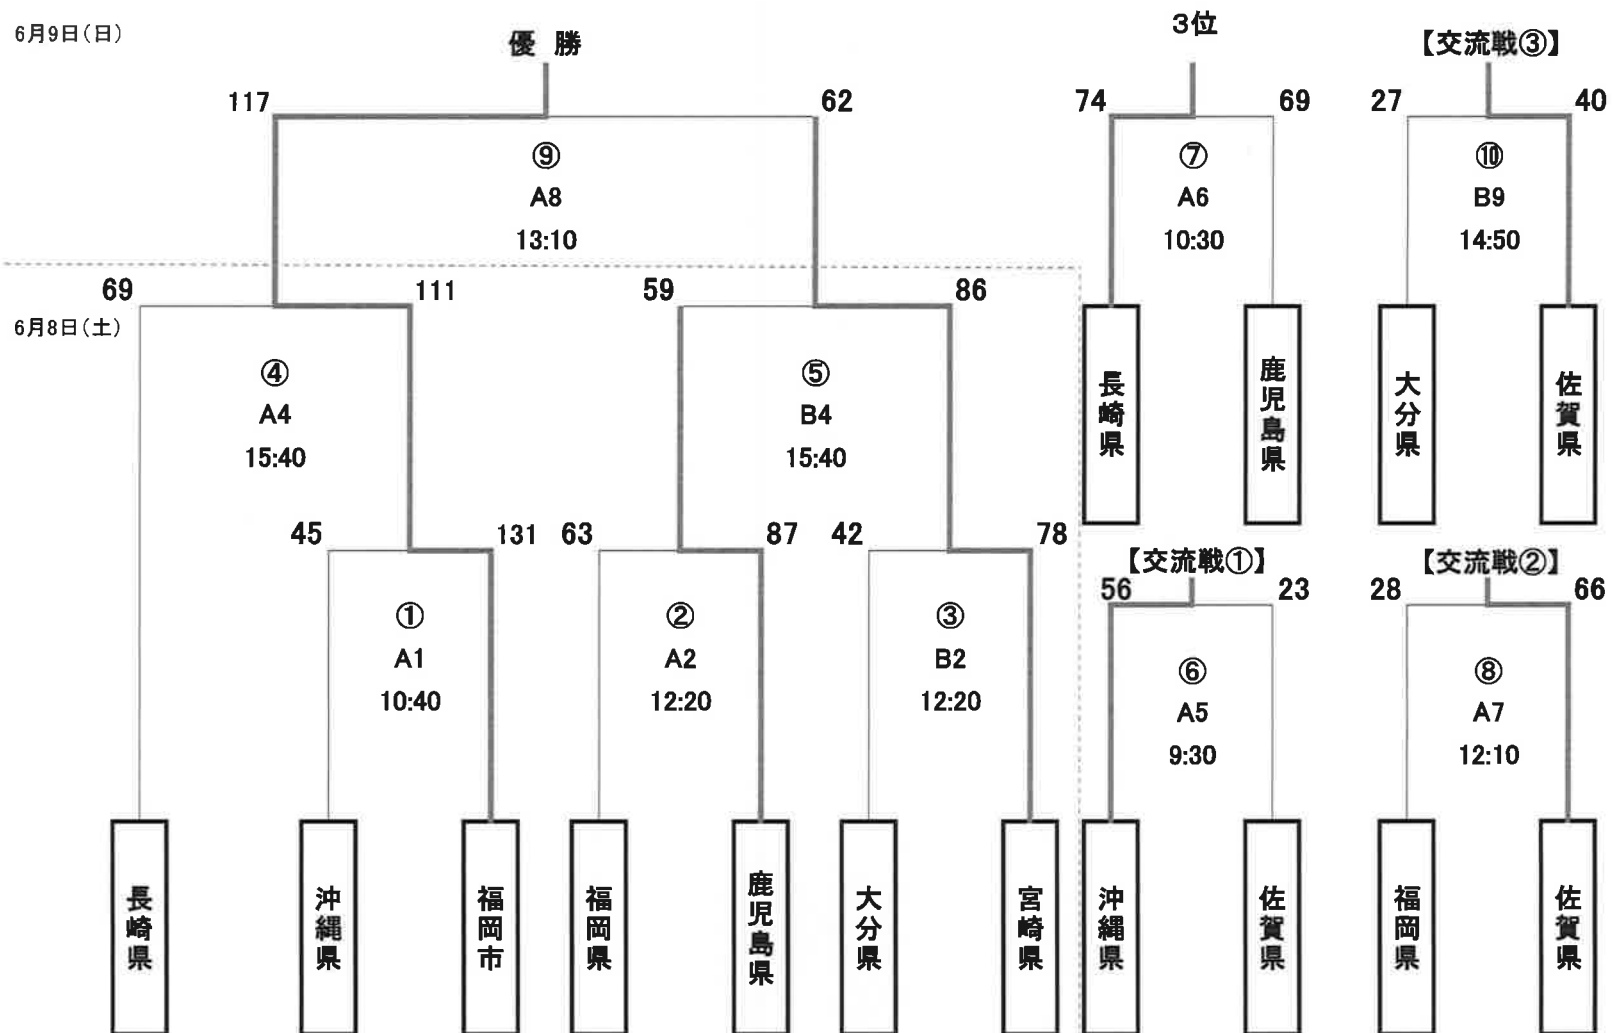 6月9日(日)
優 勝
3位
【交流戦③】
117
62
74
69
27
40
⑨
A8
13:10
⑦
A6
10:30
⑩
B9
14:50
69
111
59
86
6月8日(土)
④
A4
15:40
⑤
B4
15:40
長崎県
鹿児島県
大分県
佐賀県
45
131
63
87
42
78
【交流戦①】
【交流戦②】
56
23
28
66
①
A1
10:40
②
A2
12:20
③
B2
12:20
⑥
A5
9:30
⑧
A7
12:10
長崎県
沖縄県
福岡市
福岡県
鹿児島県
大分県
宮崎県
沖縄県
佐賀県
福岡県
佐賀県